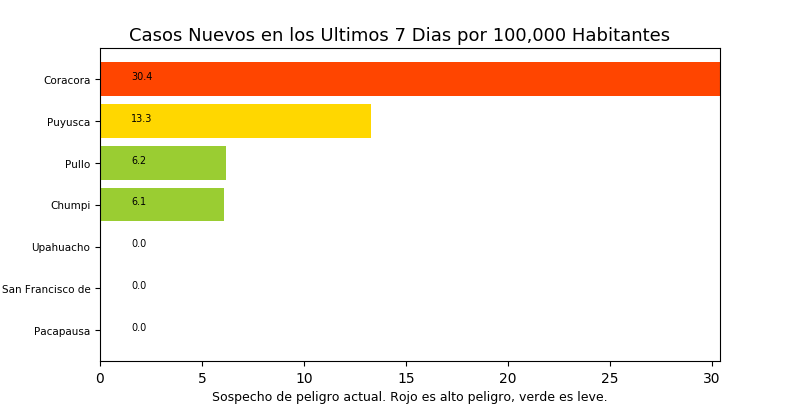 Casos Nuevos en los Ultimos 7 Dias por 100,000 Habitantes
Coracora 30.4
Puyusca 13.3
Pullo 6.2
Chumpi 6.1
Upahuacho 0.0
San Francisco de 0.0
Pacapausa 0.0
0 5 10 15 20 25 30
Sospecho de peligro actual. Rojo es alto peligro, verde es leve.